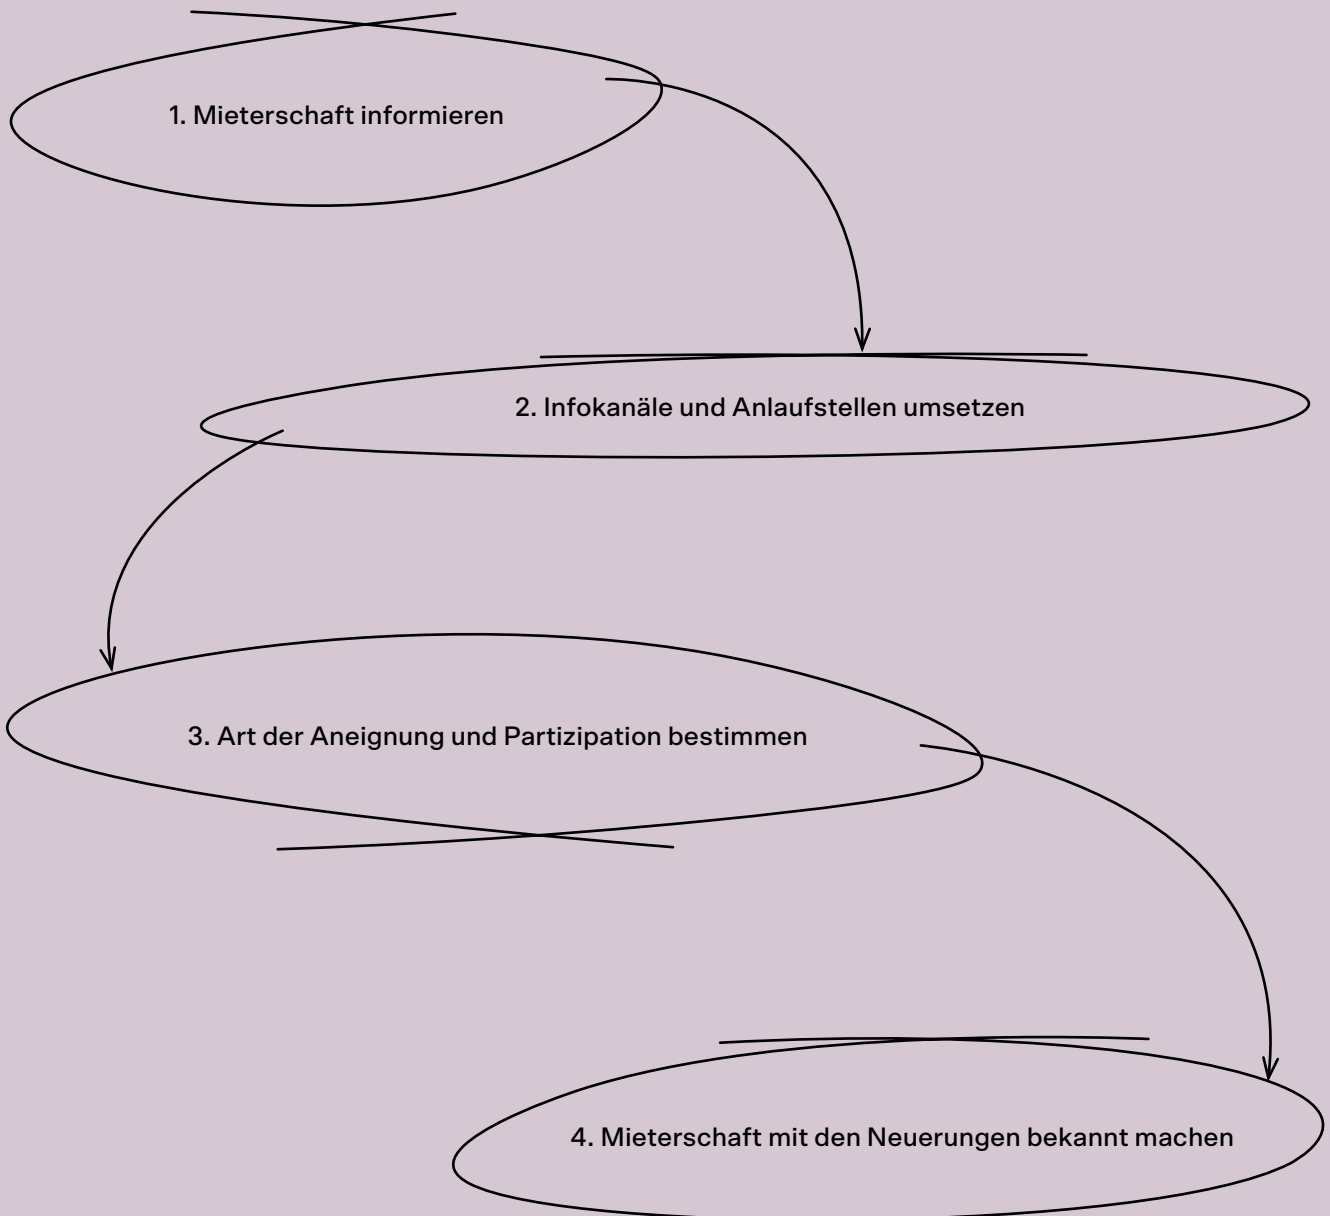 1. Mieterschaft informieren
2. Infokanäle und Anlaufstellen umsetzen
3. Art der Aneignung und Partizipation bestimmen
4. Mieterschaft mit den Neuerungen bekannt machen